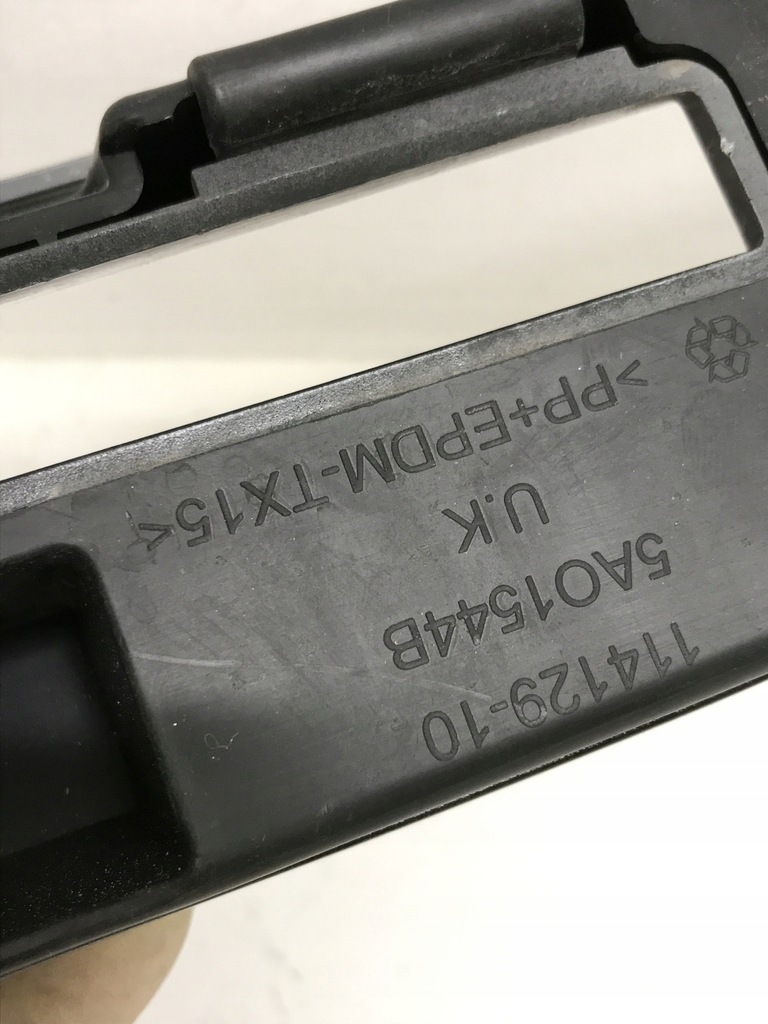 114129-10
5AO1544B
U.K
>PP+EPDM-TX15<